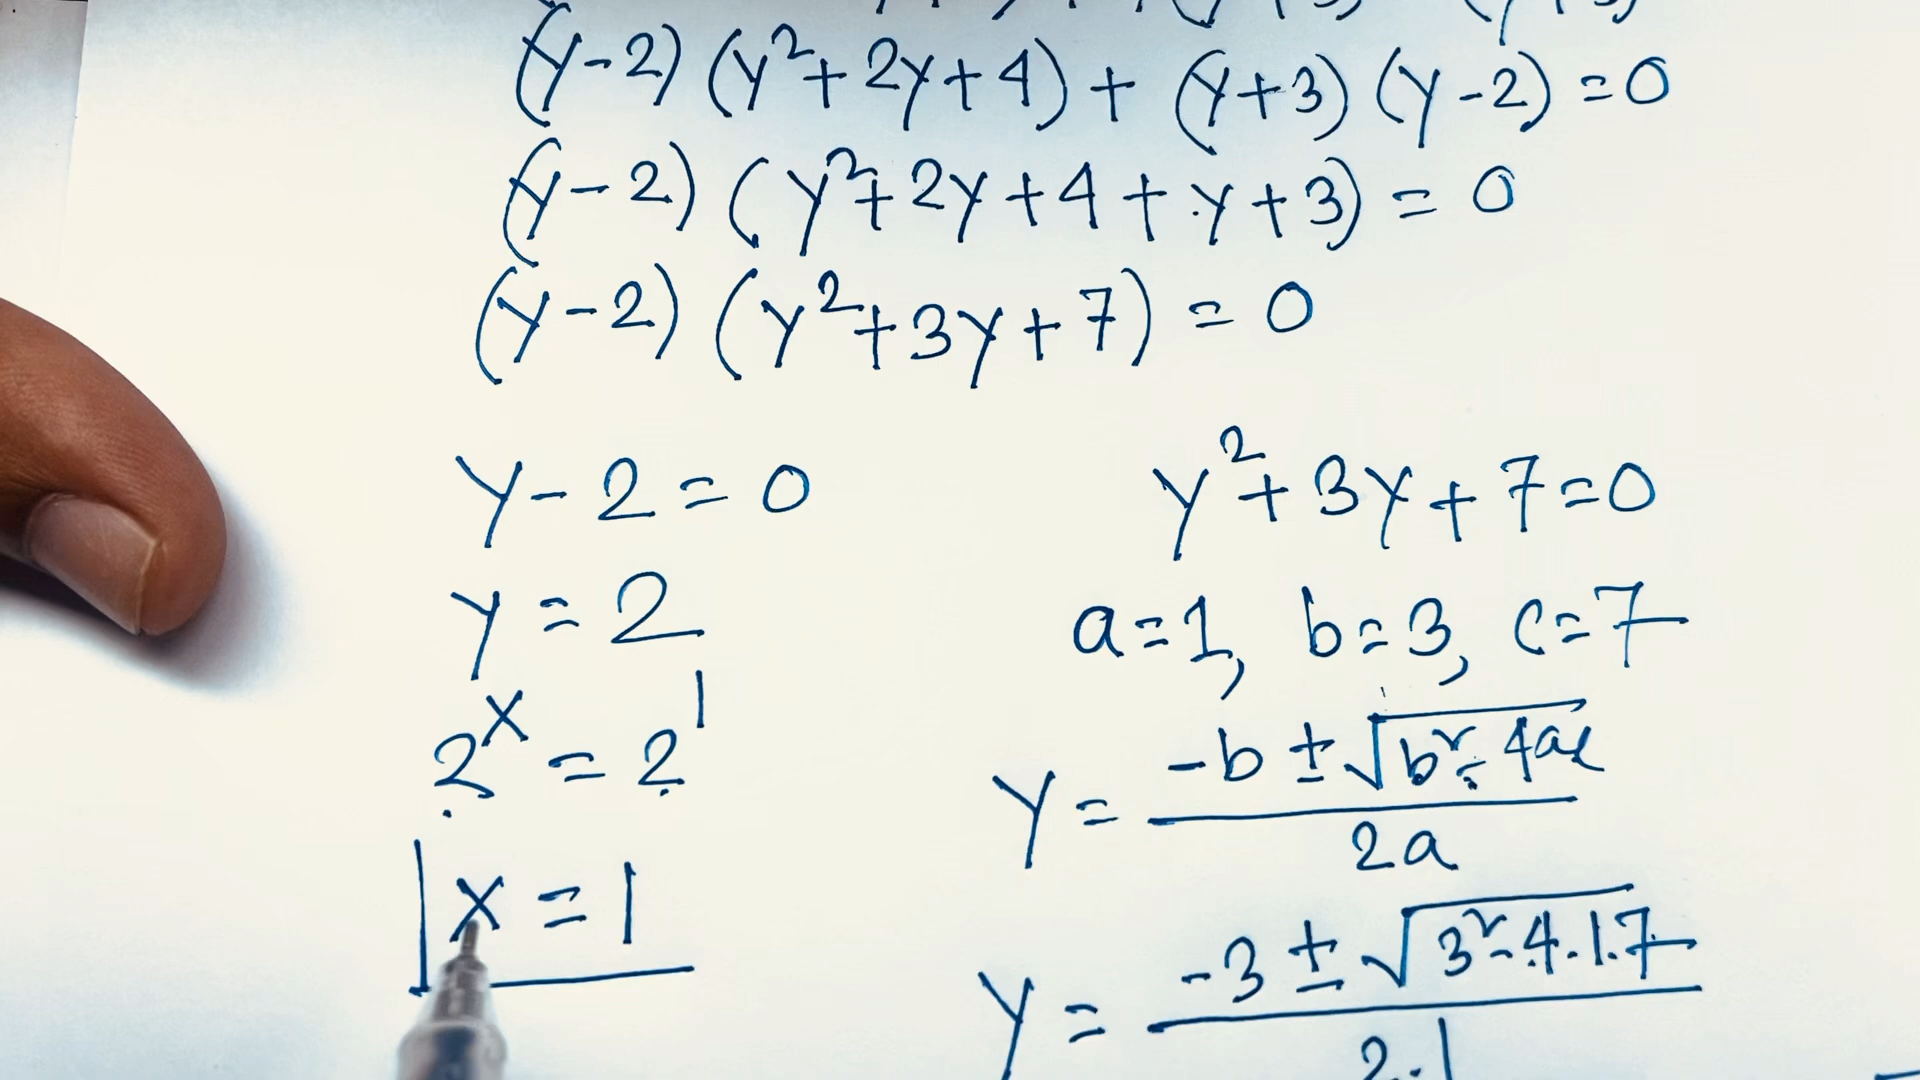 (y-2) (y²+2y+4) + (y+3) (y-2) = 0
(y-2) (y²+2y+4+y+3) = 0
(y-2) (y²+3y+7) = 0
y-2=0
y=2
2ˣ = 2¹
x = 1
y²+3y+7=0
a=1, b=3, c=7
y = (-b ± √(b²-4ac)) / 2a
y = (-3 ± √(3²-4.1.7)) / 2.1